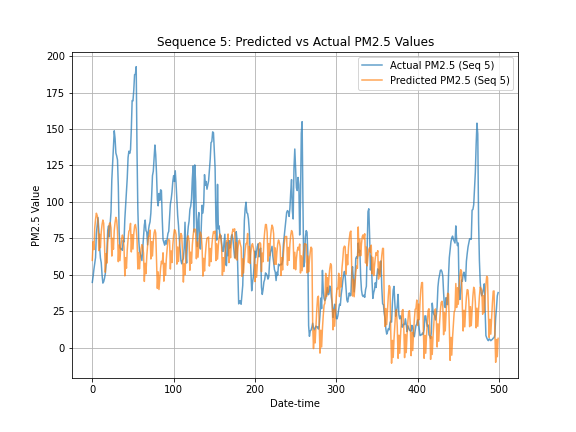 Sequence 5: Predicted vs Actual PM2.5 Values
Actual PM2.5 (Seq 5)
Predicted PM2.5 (Seq 5)
PM2.5 Value
200
175
150
125
100
75
50
25
0
0 100 200 300 400 500
Date-time